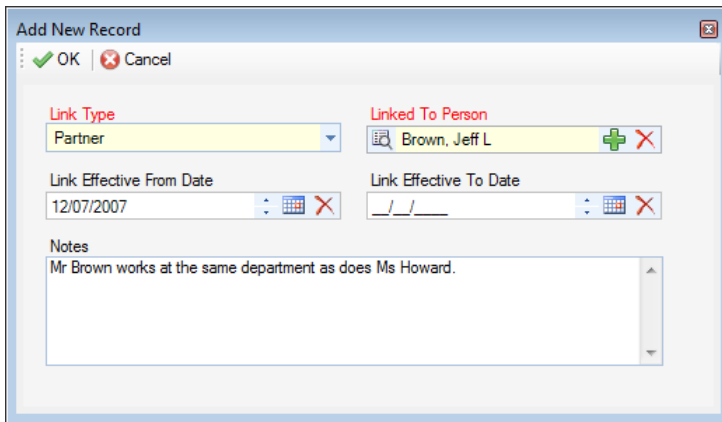 Add New Record
OK Cancel
Link Type Linked To Person
Partner Brown, Jeff L
Link Effective From Date Link Effective To Date
12/07/2007 __/__/____
Notes
Mr Brown works at the same department as does Ms Howard.